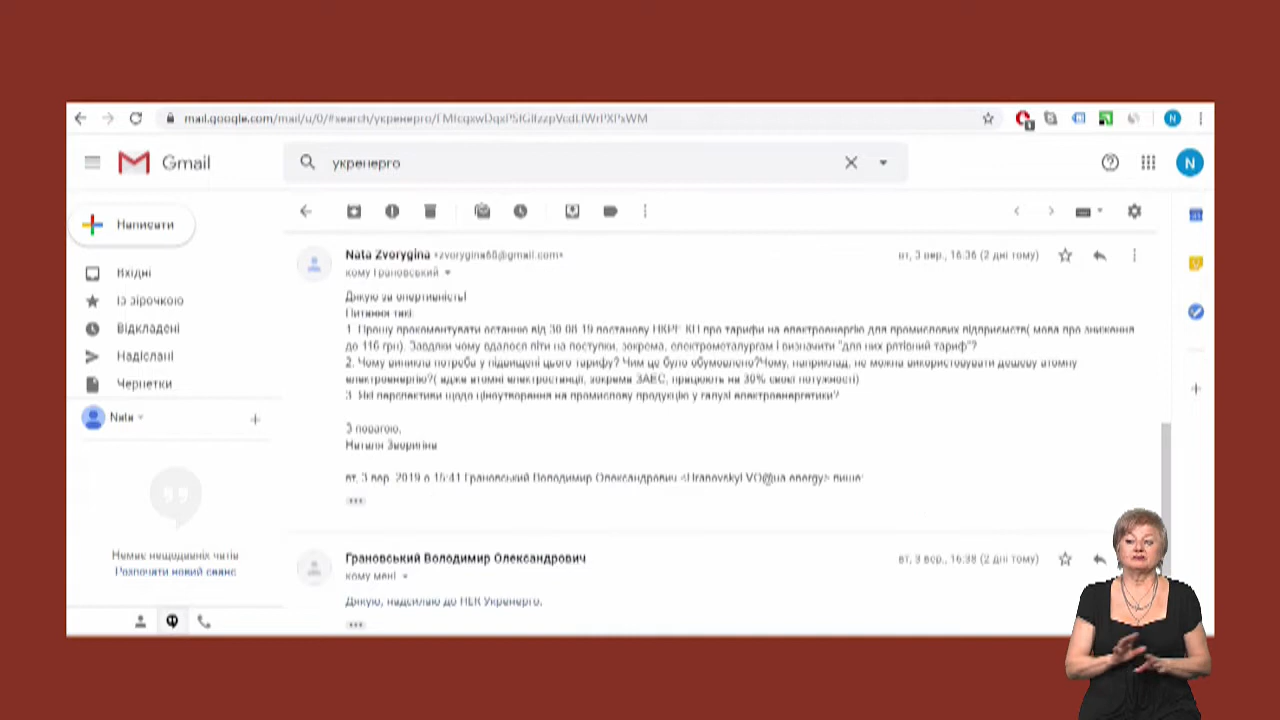 mail.google.com/mail/u/0/#search/укренерго/
Gmail
укренерго
N
N
Написати
Вхідні
Із зірочкою
Відкладені
Надіслані
Чернетки
Nata
Немає нещодавніх чатів
Розпочати новий сеанс
Nata Zvorygina <zvorygina68@gmail.com>
вт, 3 вер., 16:36 (2 дні тому)
кому Грановський
Дякую за оперативність!
Питання такі:
1. Прошу прокоментувати останню від 30.08.19 постанову НКРЕ КП про тарифи на електроенергію для промислових підприємств( мова про зниження
до 116 грн). Завдяки чому вдалося піти на поступки, зокрема, електрометалургам і визначити "для них
тариф"?
2. Чому виникла потреба у підвищені цього тарифу? Чим це було обумовлено?Чому, наприклад, не можна використовувати дешеву атомну
електроенергію?( адже атомні електростанції, зокрема ЗАЕС, працюють на 30% своєї потужності)
3. Які перспективи щодо ціноутворення на промислову продукцію у галузі електроенергетики?
З повагою,
Наталя Зворигіна
вт, 3 вер. 2019 о 15:41 Грановський Володимир Олександрович
пише:
Грановський Володимир Олександрович
вт, 3 вер., 16:38 (2 дні тому)
кому мені
Дякую, надсилаю до НЕК Укренерго.